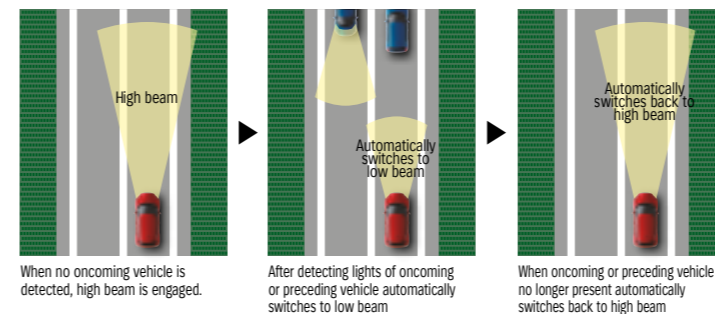 High beam
When no oncoming vehicle is
detected, high beam is engaged.
Automatically
switches to
low beam
After detecting lights of oncoming
or preceding vehicle automatically
switches to low beam
Automatically
switches back to
high beam
When oncoming or preceding vehicle
no longer present automatically
switches back to high beam